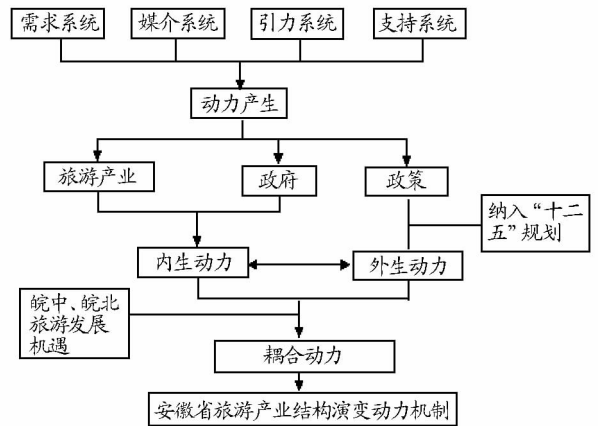 需求系统
媒介系统
引力系统
支持系统
动力产生
旅游产业
政府
政策
纳入“十二
五”规划
内生动力
外生动力
皖中、皖北
旅游发展
机遇
耦合动力
安徽省旅游产业结构演变动力机制